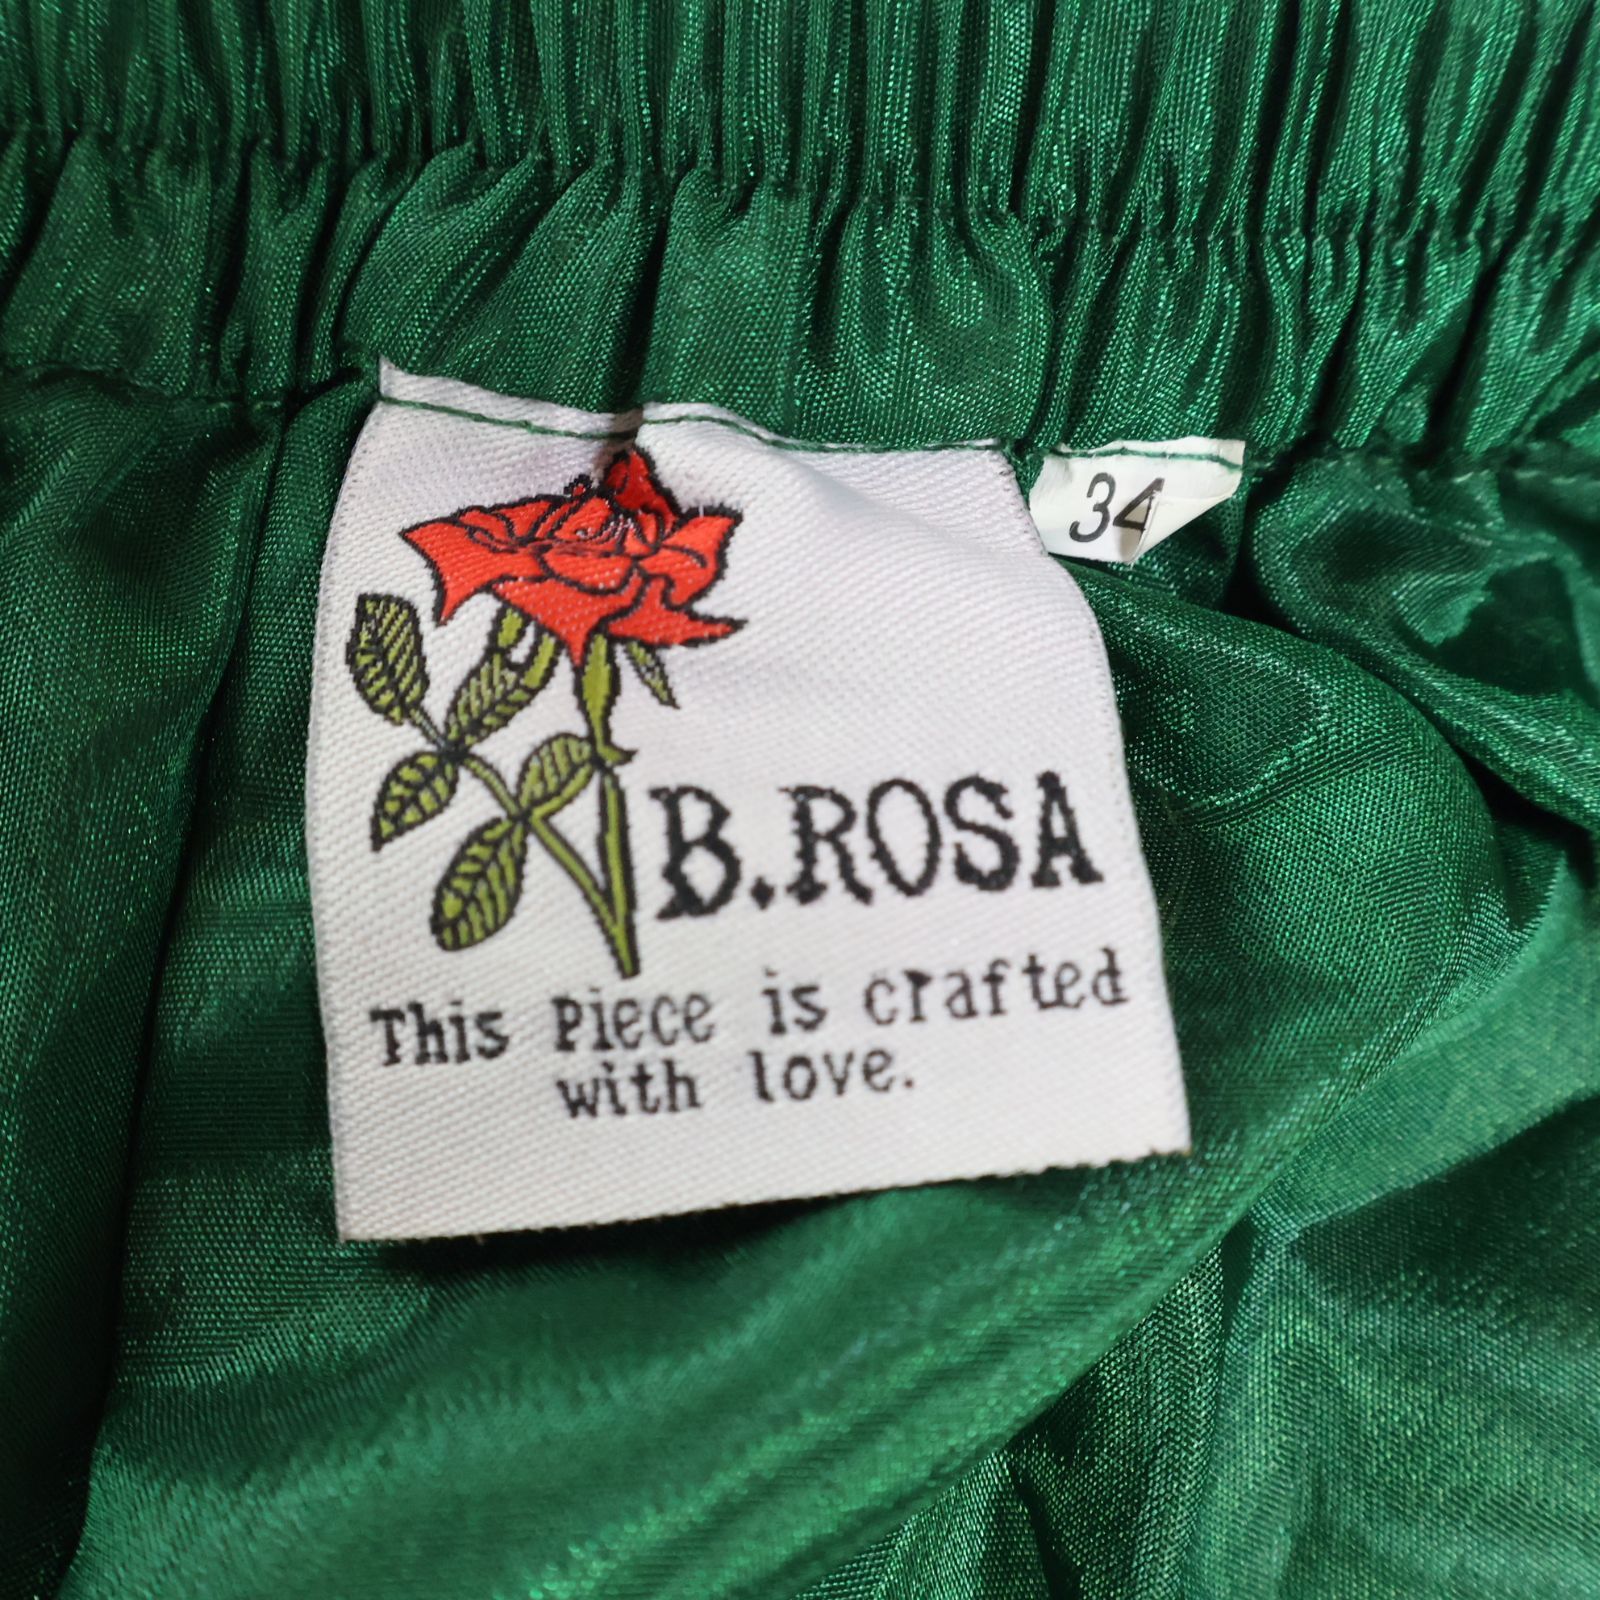 34
B.ROSA
This Piece is crafted
with love.